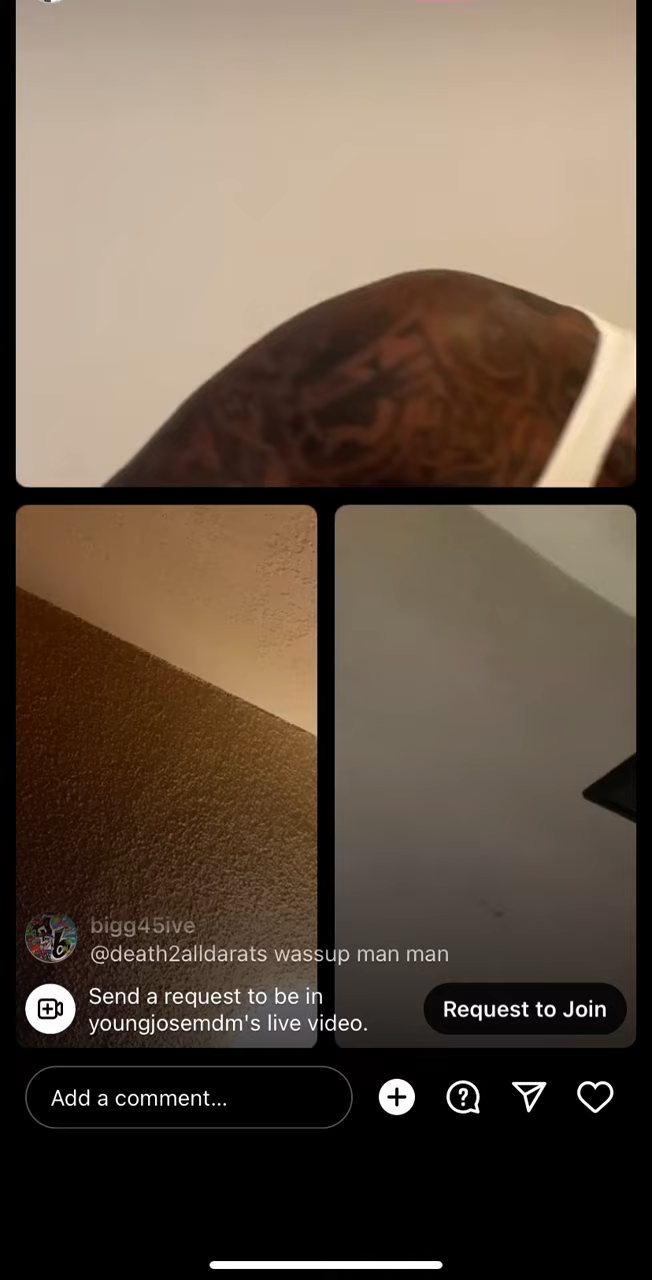 bigg45ive
@death2alldarats wassup man man
Send a request to be in
youngjosemdm's live video.
Request to Join
Add a comment...